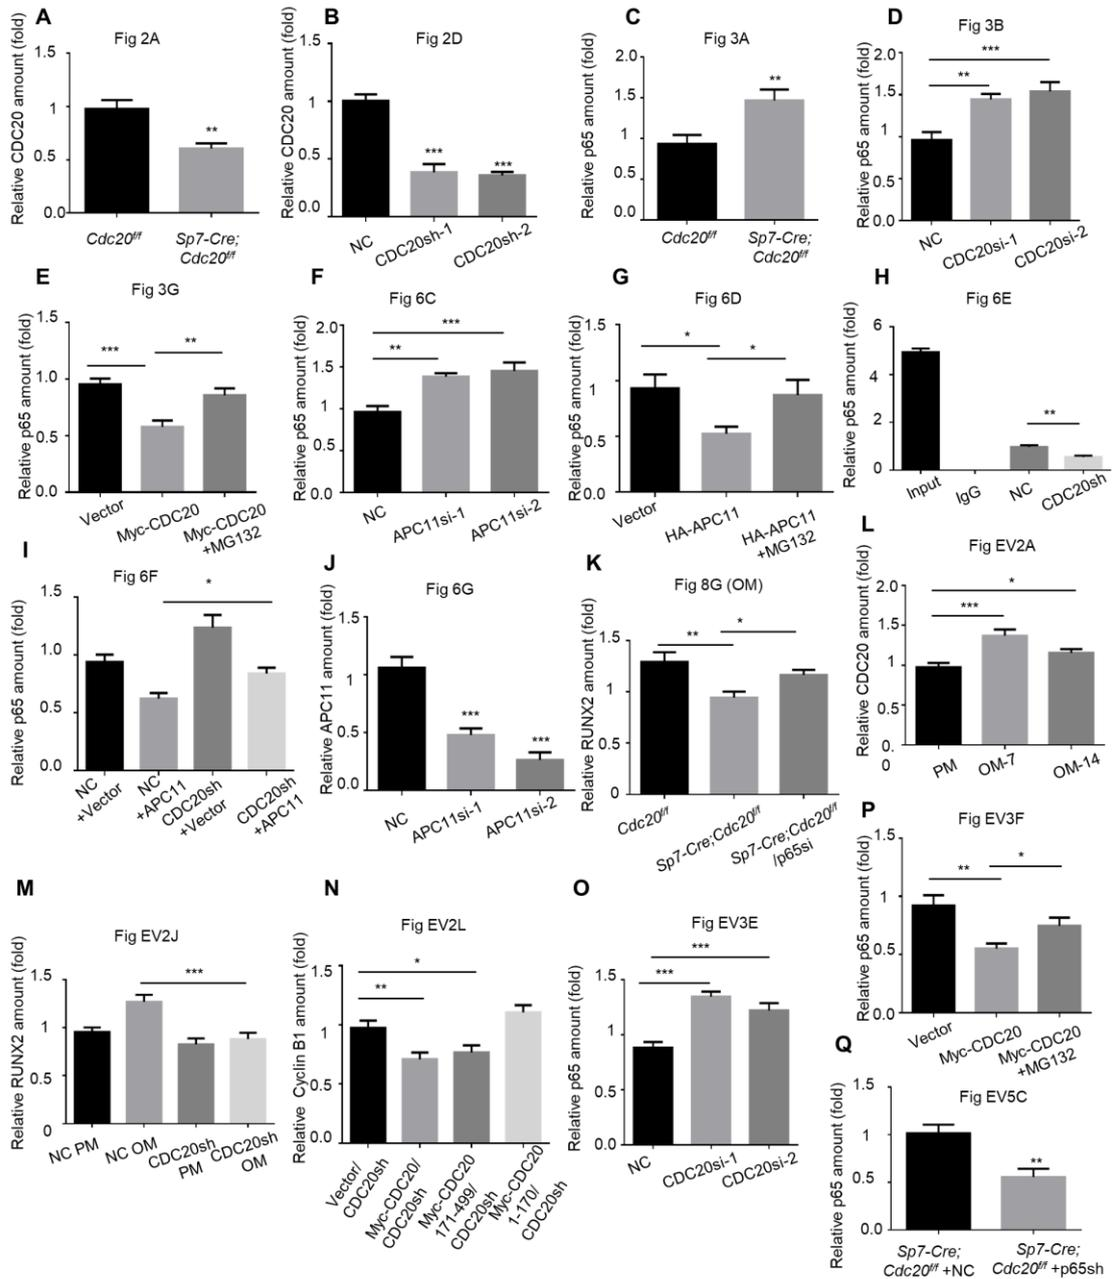 A
Fig 2A
Relative CDC20 amount (fold)
1.5
1
0.5
0.0
**
Cdc20f/f
Sp7-Cre;
Cdc20f/f
B
Fig 2D
Relative CDC20 amount (fold)
1.5
1.0
0.5
0.0
***
***
NC
CDC20sh-1
CDC20sh-2
C
Fig 3A
Relative p65 amount (fold)
2.0
1.5
1
0.5
0.0
**
Cdc20f/f
Sp7-Cre;
Cdc20f/f
D
Fig 3B
Relative p65 amount (fold)
2.0
1.5
1.0
0.5
0.0
***
**
NC
CDC20si-1
CDC20si-2
E
Fig 3G
Relative p65 amount (fold)
1.5
1.0
0.5
0.0
***
**
Vector
Myc-CDC20
Myc-CDC20
+MG132
F
Fig 6C
Relative p65 amount (fold)
2.0
1.5
1.0
0.5
0.0
***
**
NC
APC11si-1
APC11si-2
G
Fig 6D
Relative p65 amount (fold)
1.5
1
0.5
0.0
*
*
Vector
HA-APC11
HA-APC11
+MG132
H
Fig 6E
Relative p65 amount (fold)
6
4
2
0
**
Input
IgG
NC
CDC20sh
I
Fig 6F
Relative p65 amount (fold)
1.5
1.0
0.5
0.0
*
NC
+Vector
NC
+APC11
CDC20sh
+Vector
CDC20sh
+APC11
J
Fig 6G
Relative APC11 amount (fold)
1.5
1
0.5
0.0
***
***
NC
APC11si-1
APC11si-2
K
Fig 8G (OM)
Relative RUNX2 amount (fold)
1.5
1
0.5
0
**
*
Cdc20f/f
Sp7-Cre;Cdc20f/f
Sp7-Cre;Cdc20f/f
/p65si
L
Fig EV2A
Relative CDC20 amount (fold)
2.0
1.5
1.0
0.5
0.
0
*
***
PM
OM-7
OM-14
M
Fig EV2J
Relative RUNX2 amount (fold)
1.5
1.0
0.5
0
***
NC PM
NC OM
CDC20sh
PM
CDC20sh
OM
N
Fig EV2L
Relative Cyclin B1 amount (fold)
1.5
1.0
0.5
0.0
*
**
Vector/
CDC20sh
Myc-CDC20/
CDC20sh
Myc-CDC20
171-499/
CDC20sh
Myc-CDC20
1-170/
CDC20sh
O
Fig EV3E
Relative p65 amount (fold)
1.5
1
0.5
0.0
***
***
NC
CDC20si-1
CDC20si-2
P
Fig EV3F
Relative p65 amount (fold)
1.5
1.0
0.5
0.0
**
*
Vector
Myc-CDC20
Myc-CDC20
+MG132
Q
Fig EV5C
Relative p65 amount (fold)
1.5
1
0.5
0.0
**
Sp7-Cre;
Cdc20f/f +NC
Sp7-Cre;
Cdc20f/f +p65sh